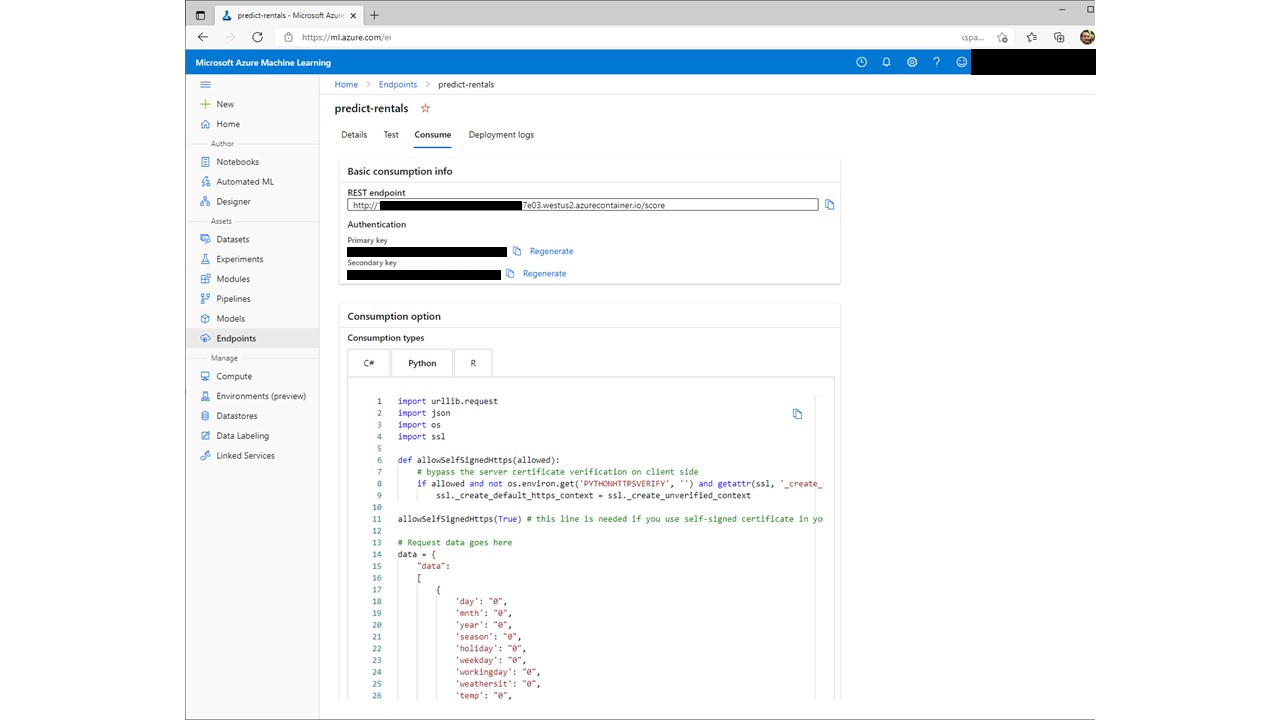 predict-rentals - Microsoft Azure
https://ml.azure.com/en
cspa...
Microsoft Azure Machine Learning
New
Home
Author
Notebooks
Automated ML
Designer
Assets
Datasets
Experiments
Modules
Pipelines
Models
Endpoints
Manage
Compute
Environments (preview)
Datastores
Data Labeling
Linked Services
Home > Endpoints > predict-rentals
predict-rentals
Details Test Consume Deployment logs
Basic consumption info
REST endpoint
http:// 7e03.westus2.azurecontainer.io/score
Authentication
Primary key
Regenerate
Secondary key
Regenerate
Consumption option
Consumption types
C# Python R
1 import urllib.request
2 import json
3 import os
4 import ssl
5
6 def allowSelfSignedHttps(allowed):
7 # bypass the server certificate verification on client side
8 if allowed and not os.environ.get('PYTHONHTTPSVERIFY', '') and getattr(ssl, '_create_
9 ssl._create_default_https_context = ssl._create_unverified_context
10
11 allowSelfSignedHttps(True) # this line is needed if you use self-signed certificate in yo
12
13 # Request data goes here
14 data = {
15 "data":
16 [
17 {
18 'day': "0",
19 'mnth': "0",
20 'year': "0",
21 'season': "0",
22 'holiday': "0",
23 'weekday': "0",
24 'workingday': "0",
25 'weathersit': "0",
26 'temp': "0",